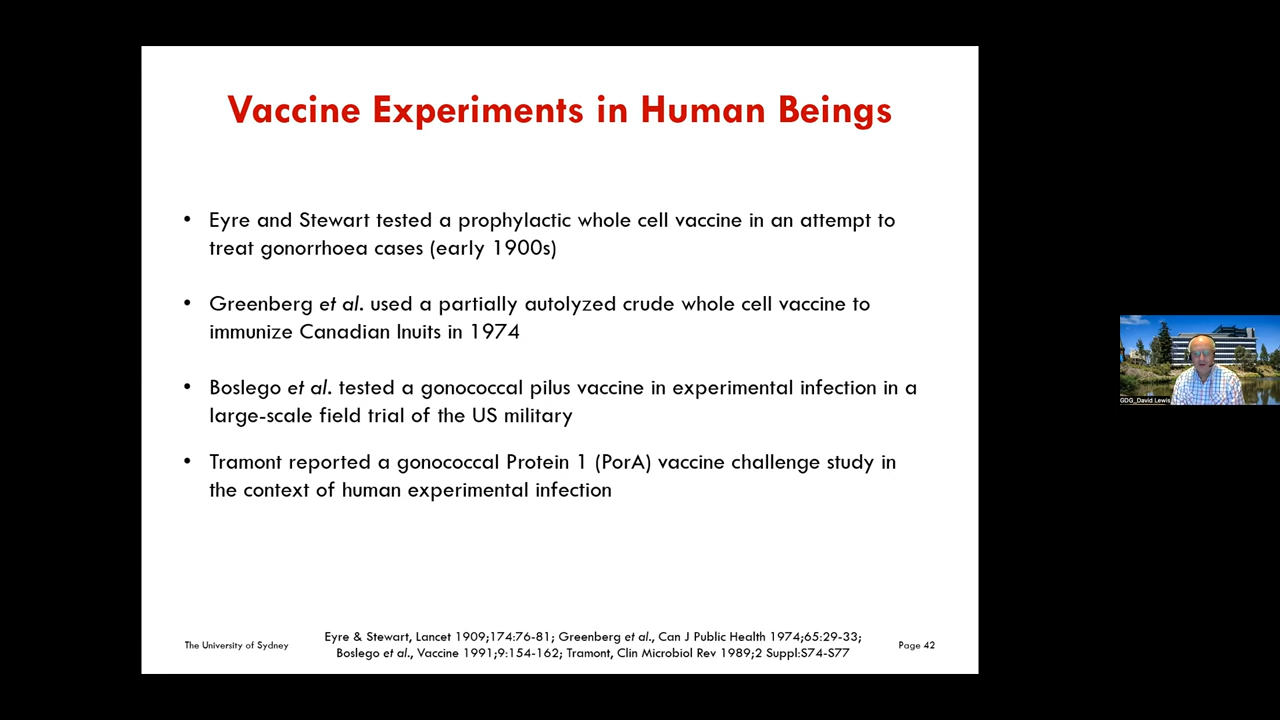 Vaccine Experiments in Human Beings
• Eyre and Stewart tested a prophylactic whole cell vaccine in an attempt to
treat gonorrhoea cases (early 1900s)
• Greenberg et al. used a partially autolyzed crude whole cell vaccine to
immunize Canadian Inuits in 1974
• Boslego et al. tested a gonococcal pilus vaccine in experimental infection in a
large-scale field trial of the US military
• Tramont reported a gonococcal Protein 1 (PorA) vaccine challenge study in
the context of human experimental infection
The University of Sydney
Eyre & Stewart, Lancet 1909;174:76-81; Greenberg et al., Can J Public Health 1974;65:29-33;
Boslego et al., Vaccine 1991;9:154-162; Tramont, Clin Microbiol Rev 1989;2 Suppl:S74-S77
Page 42
GDG_David Lewis